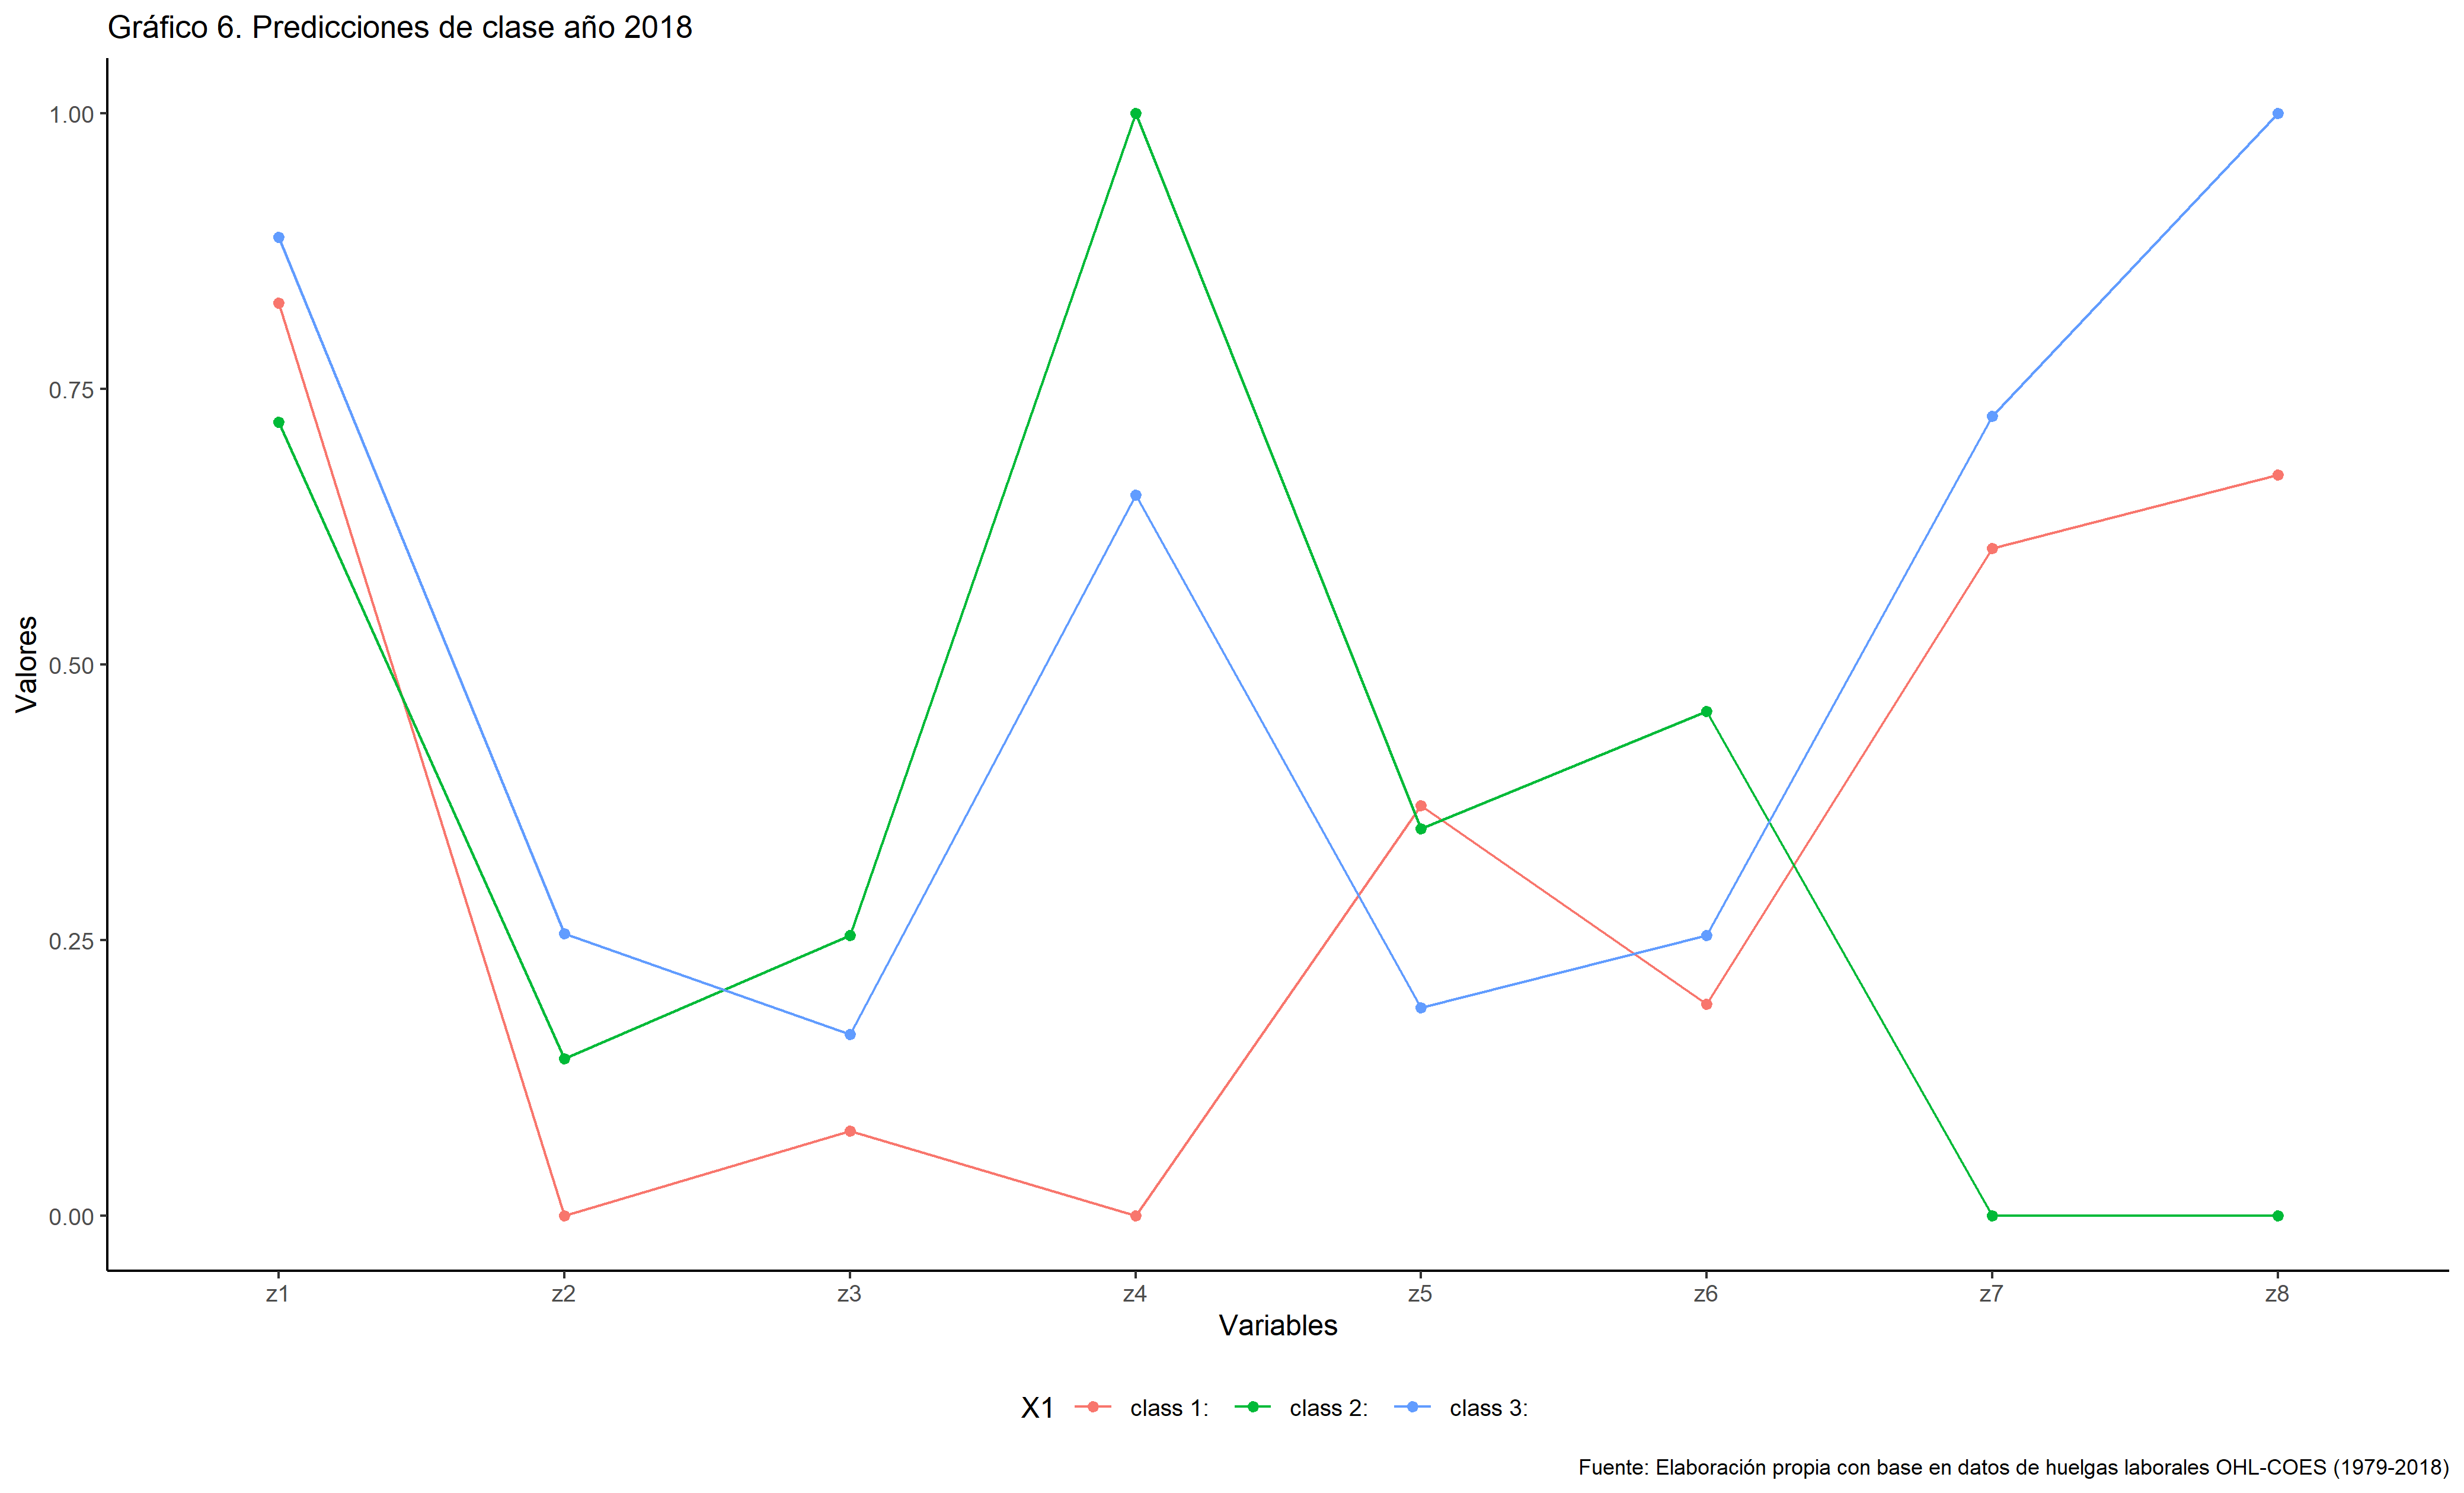 Gráfico 6. Predicciones de clase año 2018
Valores
1.00
0.75
0.50
0.25
0.00
z1 z2 z3 z4 z5 z6 z7 z8
Variables
X1 class 1: class 2: class 3:
Fuente: Elaboración propia con base en datos de huelgas laborales OHL-COES (1979-2018)